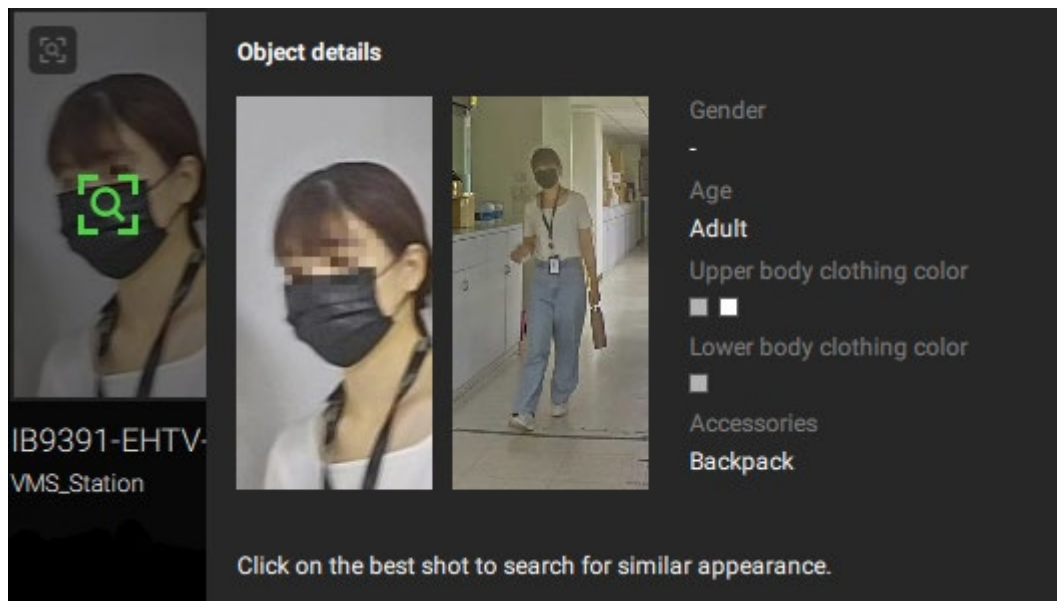 Object details
Gender
-
Age
Adult
Upper body clothing color
Lower body clothing color
Accessories
Backpack
IB9391-EHTV-
VMS_Station
Click on the best shot to search for similar appearance.